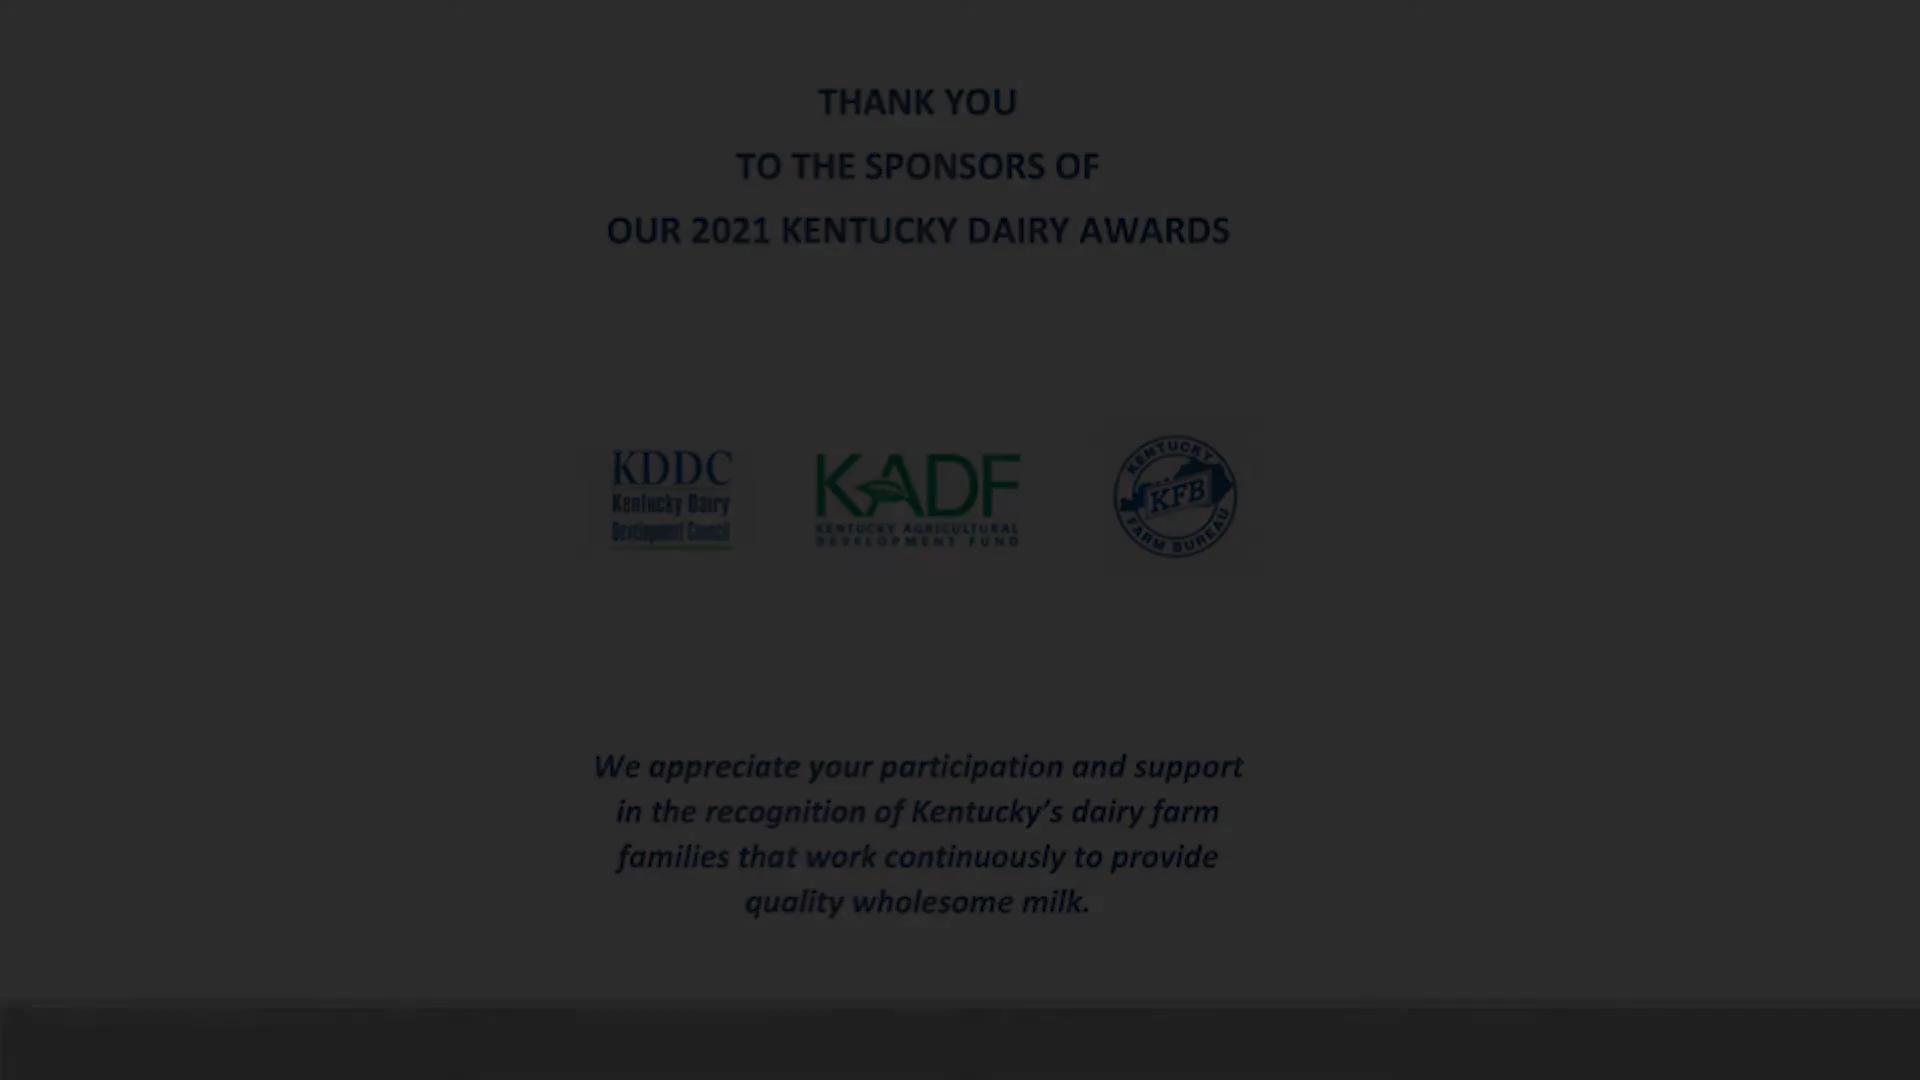 THANK YOU
TO THE SPONSORS OF
OUR 2021 KENTUCKY DAIRY AWARDS
KDDC
Kentucky Dairy
Development Council
KADF
KENTUCKY AGRICULTURAL
DEVELOPMENT FUND
KENTUCKY
KFB
FARM BUREAU
We appreciate your participation and support
in the recognition of Kentucky’s dairy farm
families that work continuously to provide
quality wholesome milk.